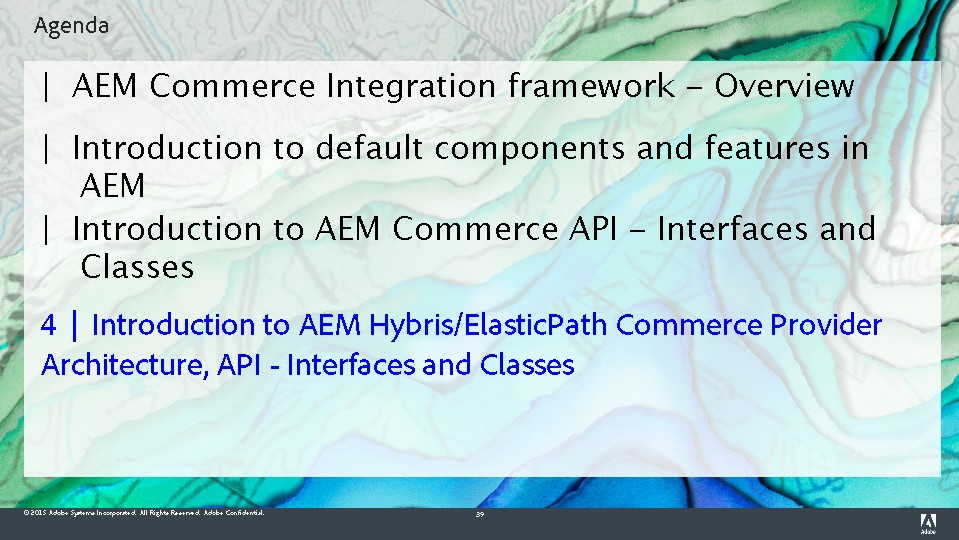 Agenda
| AEM Commerce Integration framework - Overview
| Introduction to default components and features in
AEM
| Introduction to AEM Commerce API - Interfaces and
Classes
4 | Introduction to AEM Hybris/ElasticPath Commerce Provider
Architecture, API - Interfaces and Classes
© 2015 Adobe Systems Incorporated. All Rights Reserved. Adobe Confidential.
39
Adobe